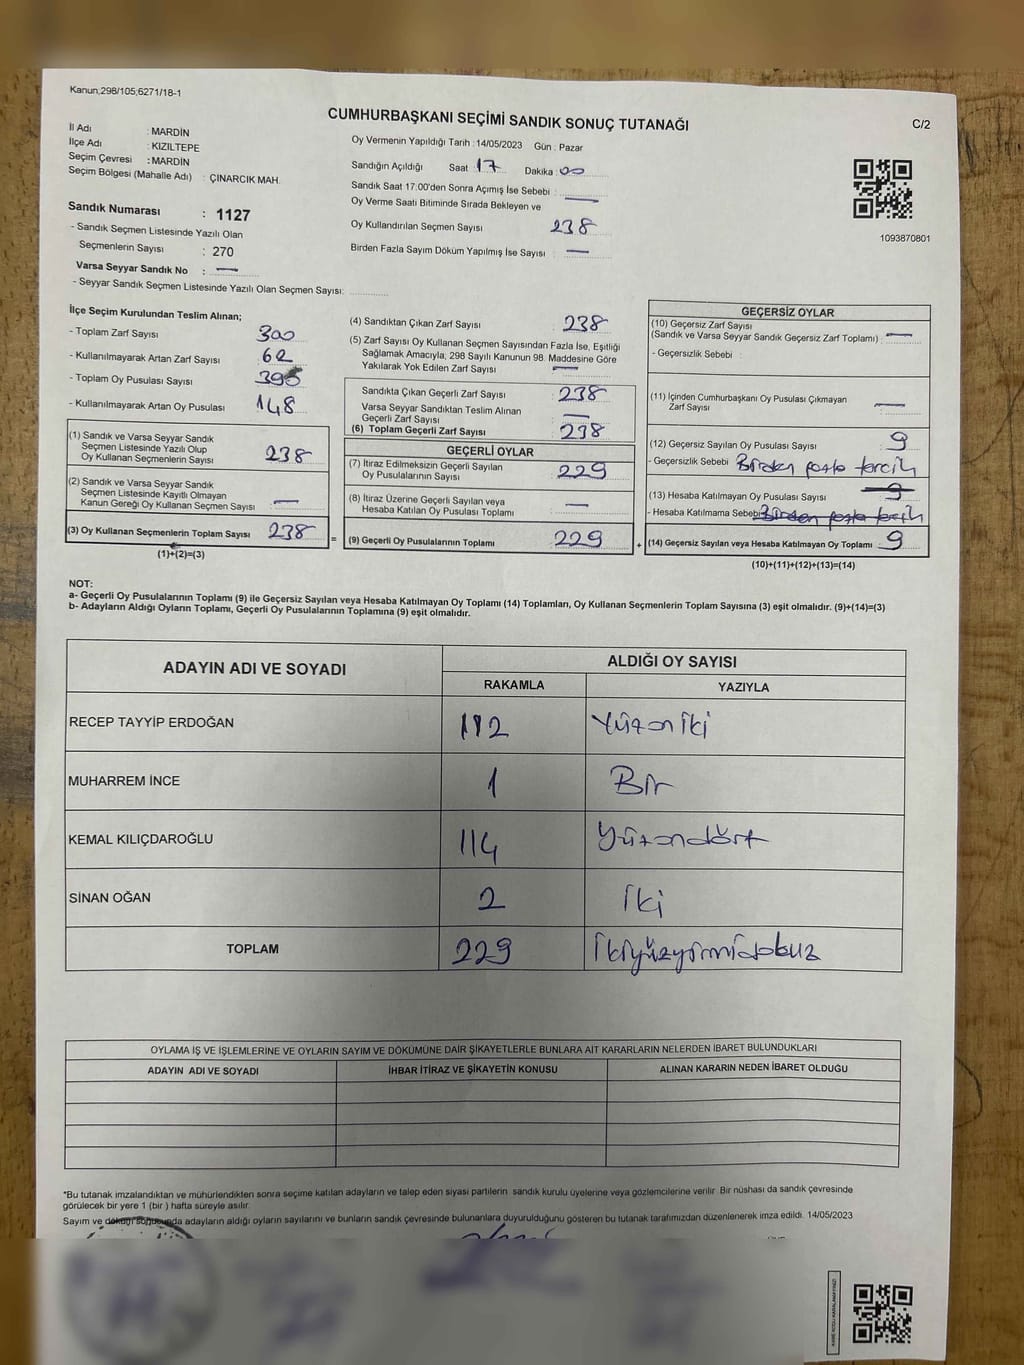 Kanun;298/105;6271/18-1
CUMHURBAŞKANI SEÇİMİ SANDIK SONUÇ TUTANAĞI
C/2
İl Adı : MARDİN
İlçe Adı : KIZILTEPE
Seçim Çevresi : MARDİN
Seçim Bölgesi (Mahalle Adı) : ÇINARCIK MAH.
Oy Vermenin Yapıldığı Tarih : 14/05/2023 Gün : Pazar
Sandığın Açıldığı Saat 17 Dakika : 00
Sandık Saat 17:00'den Sonra Açımış İse Sebebi : —
Oy Verme Saati Bitiminde Sırada Bekleyen ve
Oy Kullandırılan Seçmen Sayısı 238
Birden Fazla Sayım Döküm Yapılmış İse Sayısı : —
1093870801
Sandık Numarası : 1127
- Sandık Seçmen Listesinde Yazılı Olan
Seçmenlerin Sayısı : 270
Varsa Seyyar Sandık No : —
- Seyyar Sandık Seçmen Listesinde Yazılı Olan Seçmen Sayısı:
İlçe Seçim Kurulundan Teslim Alınan;
- Toplam Zarf Sayısı 300
- Kullanılmayarak Artan Zarf Sayısı 62
- Toplam Oy Pusulası Sayısı
- Kullanılmayarak Artan Oy Pusulası 148
(1) Sandık ve Varsa Seyyar Sandık
Seçmen Listesinde Yazılı Olup
Oy Kullanan Seçmenlerin Sayısı 238
(2) Sandık ve Varsa Seyyar Sandık
Seçmen Listesinde Kayıtlı Olmayan
Kanun Gereği Oy Kullanan Seçmen Sayısı —
(3) Oy Kullanan Seçmenlerin Toplam Sayısı 238 =
(1)+(2)=(3)
(4) Sandıktan Çıkan Zarf Sayısı 238
(5) Zarf Sayısı Oy Kullanan Seçmen Sayısından Fazla İse, Eşitliği
Sağlamak Amacıyla; 298 Sayılı Kanunun 98. Maddesine Göre
Yakılarak Yok Edilen Zarf Sayısı —
Sandıkta Çıkan Geçerli Zarf Sayısı 238
Varsa Seyyar Sandıktan Teslim Alınan
Geçerli Zarf Sayısı —
(6) Toplam Geçerli Zarf Sayısı 238
GEÇERLİ OYLAR
(7) İtiraz Edilmeksizin Geçerli Sayılan
Oy Pusulalarının Sayısı 229
(8) İtiraz Üzerine Geçerli Sayılan veya
Hesaba Katılan Oy Pusulası Toplamı —
(9) Geçerli Oy Pusulalarının Toplamı 229 +
GEÇERSİZ OYLAR
(10) Geçersiz Zarf Sayısı
(Sandık ve Varsa Seyyar Sandık Geçersiz Zarf Toplamı) : —
- Geçersizlik Sebebi :
(11) İçinden Cumhurbaşkanı Oy Pusulası Çıkmayan
Zarf Sayısı —
(12) Geçersiz Sayılan Oy Pusulası Sayısı 9
- Geçersizlik Sebebi Birden fazla tercih
(13) Hesaba Katılmayan Oy Pusulası Sayısı 9
- Hesaba Katılmama Sebebi Birden fazla tercih
(14) Geçersiz Sayılan veya Hesaba Katılmayan Oy Toplamı 9
(10)+(11)+(12)+(13)=(14)
NOT:
a- Geçerli Oy Pusulalarının Toplamı (9) ile Geçersiz Sayılan veya Hesaba Katılmayan Oy Toplamı (14) Toplamları, Oy Kullanan Seçmenlerin Toplam Sayısına (3) eşit olmalıdır. (9)+(14)=(3)
b- Adayların Aldığı Oyların Toplamı, Geçerli Oy Pusulalarının Toplamına (9) eşit olmalıdır.
ADAYIN ADI VE SOYADI
ALDIĞI OY SAYISI
RAKAMLA YAZIYLA
RECEP TAYYİP ERDOĞAN 112 Yüzoniki
MUHARREM İNCE 1 Bir
KEMAL KILIÇDAROĞLU 114 Yüzondört
SİNAN OĞAN 2 İki
TOPLAM 229 İkiyüzyirmidokuz
OYLAMA İŞ VE İŞLEMLERİNE VE OYLARIN SAYIM VE DÖKÜMÜNE DAİR ŞİKAYETLERLE BUNLARA AİT KARARLARIN NELERDEN İBARET BULUNDUKLARI
ADAYIN ADI VE SOYADI İHBAR İTİRAZ VE ŞİKAYETİN KONUSU ALINAN KARARIN NEDEN İBARET OLDUĞU
*Bu tutanak imzalandıktan ve mühürlendikten sonra seçime katılan adayların ve talep eden siyasi partilerin sandık kurulu üyelerine veya gözlemcilerine verilir. Bir nüshası da sandık çevresinde
görülecek bir yere 1 (bir) hafta süreyle asılır.
Sayım ve döküm sonucunda adayların aldığı oyların sayılarını ve bunların sandık çevresinde bulunanlara duyurulduğunu gösteren bu tutanak tarafımızdan düzenlenerek imza edildi. 14/05/2023